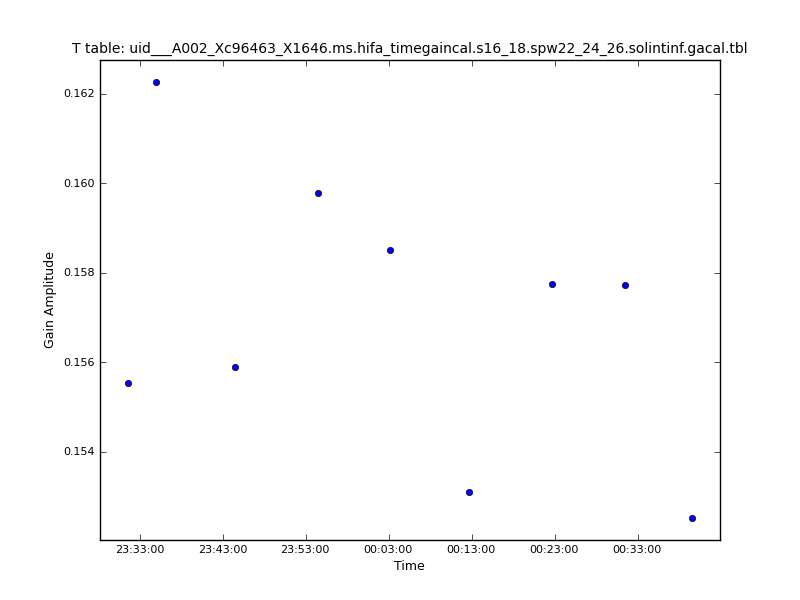 T table: uid___A002_Xc96463_X1646.ms.hifa_timegaincal.s16_18.spw22_24_26.solintinf.gacal.tbl
0.162
0.160
0.158
0.156
0.154
Gain Amplitude
23:33:00 23:43:00 23:53:00 00:03:00 00:13:00 00:23:00 00:33:00
Time